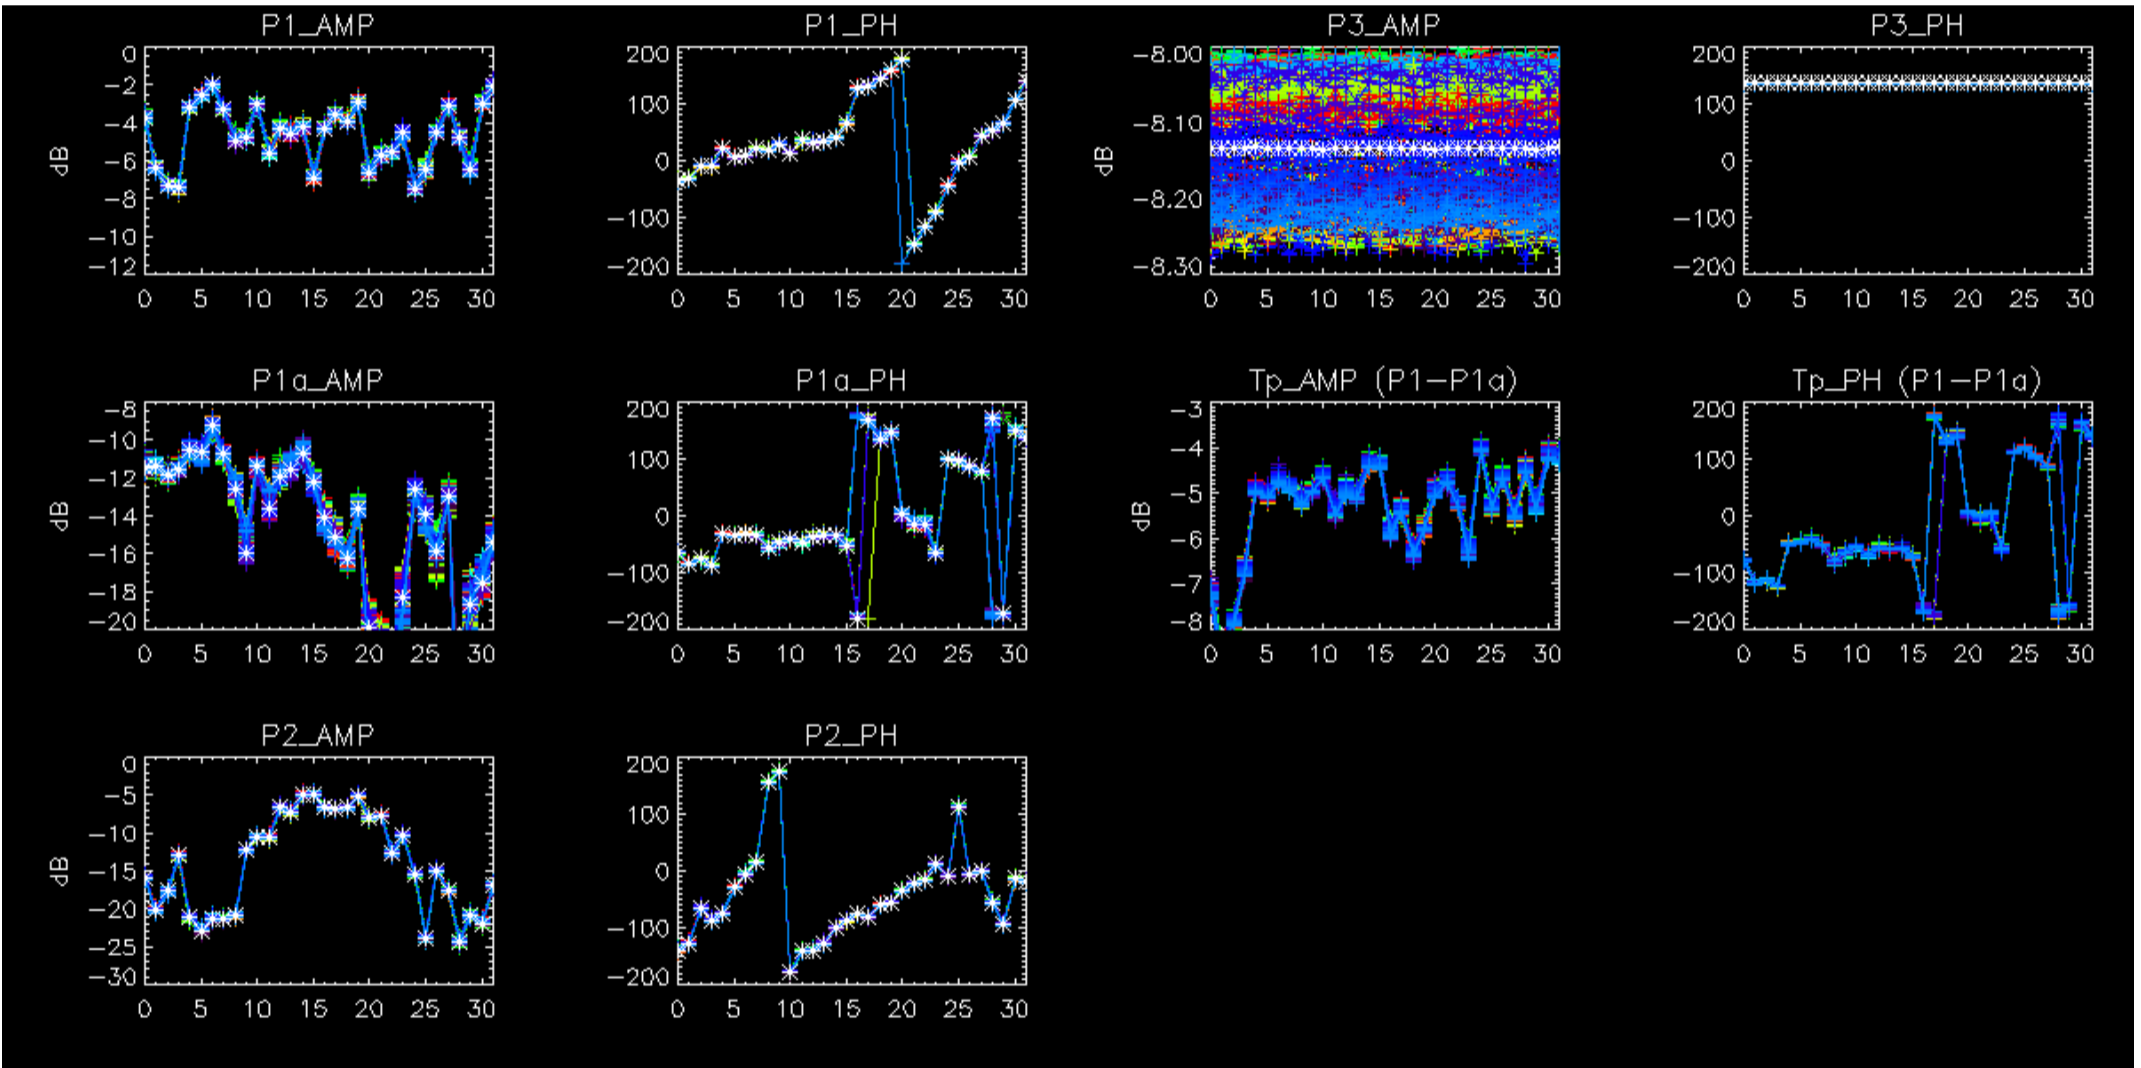 P1_AMP
P1_PH
P3_AMP
P3_PH
0
-2
-4
-6
-8
-10
-12
dB
0 5 10 15 20 25 30
200
100
0
-100
-200
0 5 10 15 20 25 30
-8.00
-8.10
-8.20
-8.30
dB
0 5 10 15 20 25 30
200
100
0
-100
-200
0 5 10 15 20 25 30
P1a_AMP
P1a_PH
Tp_AMP (P1-P1a)
Tp_PH (P1-P1a)
-8
-10
-12
-14
-16
-18
-20
dB
0 5 10 15 20 25 30
200
100
0
-100
-200
0 5 10 15 20 25 30
-3
-4
-5
-6
-7
-8
dB
0 5 10 15 20 25 30
200
100
0
-100
-200
0 5 10 15 20 25 30
P2_AMP
P2_PH
0
-5
-10
-15
-20
-25
-30
dB
0 5 10 15 20 25 30
200
100
0
-100
-200
0 5 10 15 20 25 30